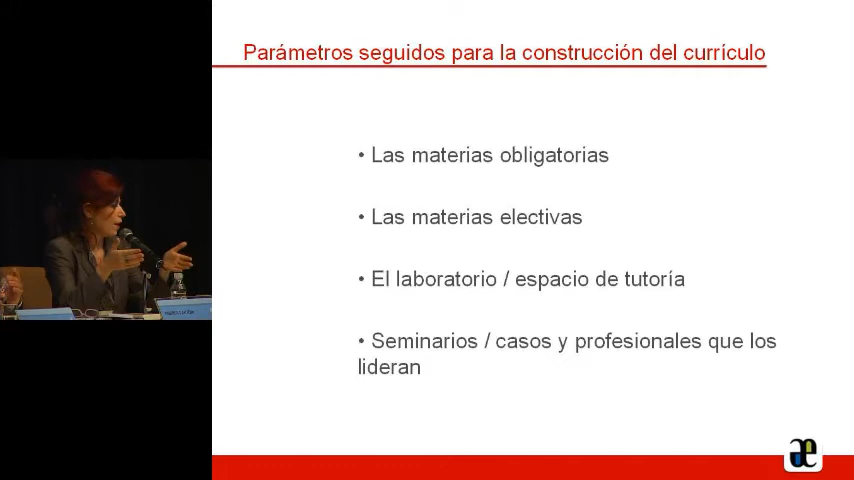 Parámetros seguidos para la construcción del currículo
• Las materias obligatorias
• Las materias electivas
• El laboratorio / espacio de tutoría
• Seminarios / casos y profesionales que los
lideran
æ